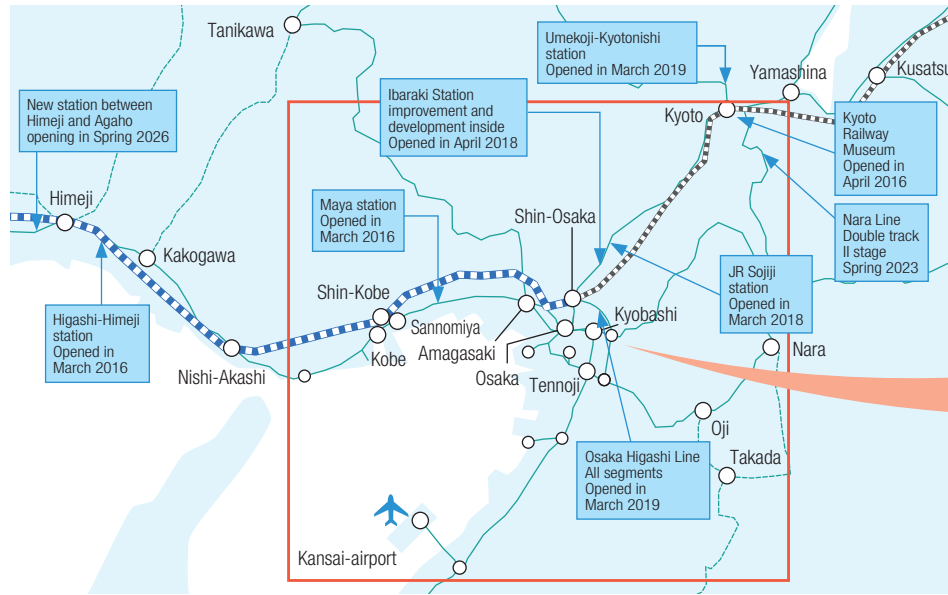 Tanikawa
Umekoji-Kyotonishi
station
Opened in March 2019
Yamashina
Kusatsu
New station between
Himeji and Agaho
opening in Spring 2026
Ibaraki Station
improvement and
development inside
Opened in April 2018
Kyoto
Kyoto
Railway
Museum
Opened in
April 2016
Himeji
Maya station
Opened in
March 2016
Shin-Osaka
Nara Line
Double track
II stage
Spring 2023
Kakogawa
JR Sojiji
station
Opened in
March 2018
Shin-Kobe
Higashi-Himeji
station
Opened in
March 2016
Sannomiya
Kyobashi
Kobe
Amagasaki
Nara
Nishi-Akashi
Osaka
Tennoji
Oji
Osaka Higashi Line
All segments
Opened in
March 2019
Takada
Kansai-airport